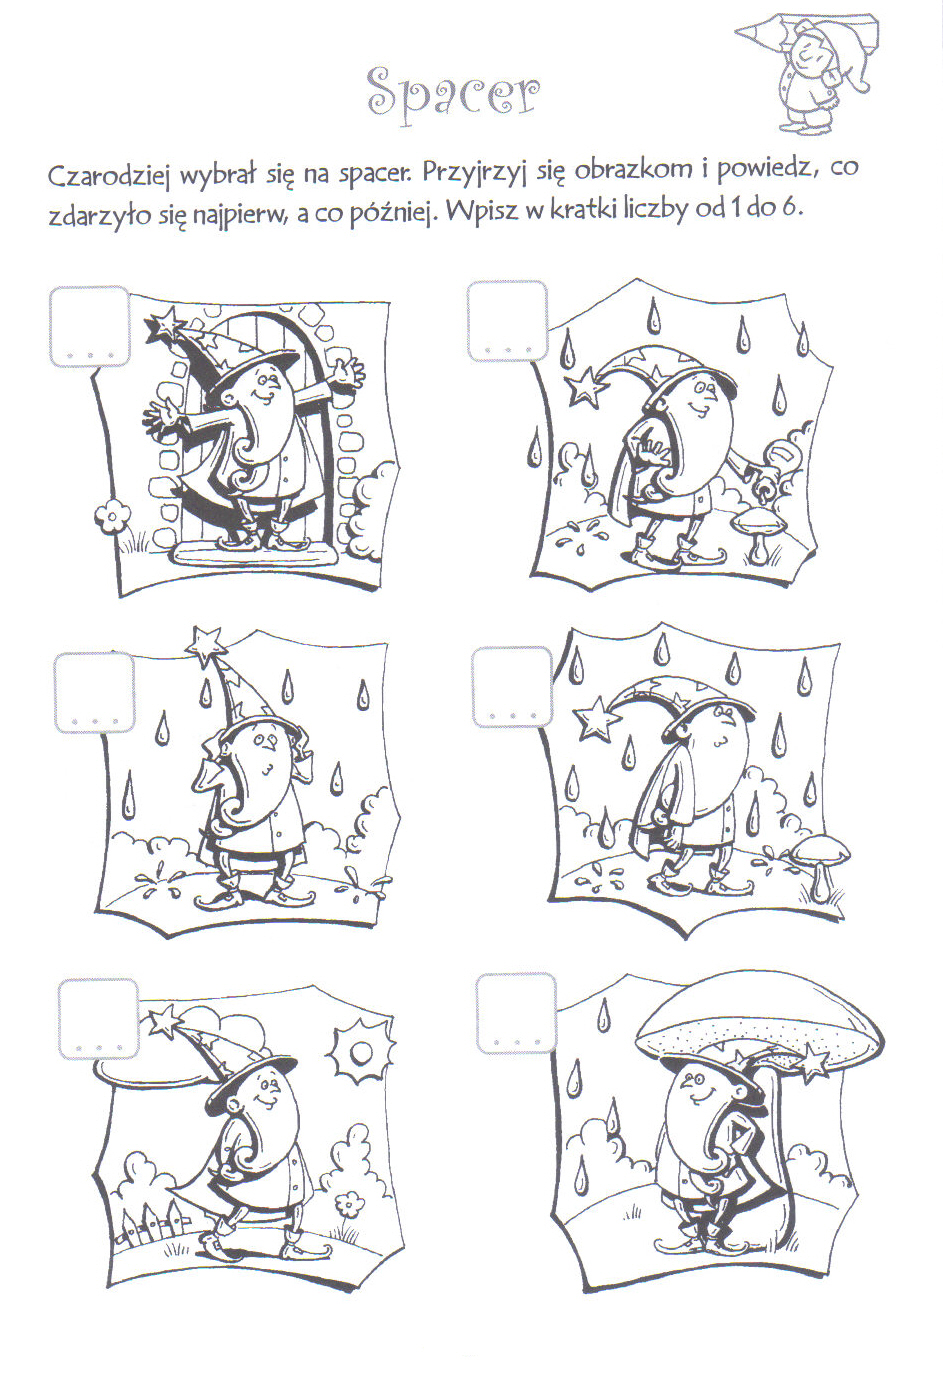 Spacer
Czarodziej wybrał się na spacer. Przyjrzyj się obrazkom i powiedz, co
zdarzyło się najpierw, a co później. Wpisz w kratki liczby od 1 do 6.